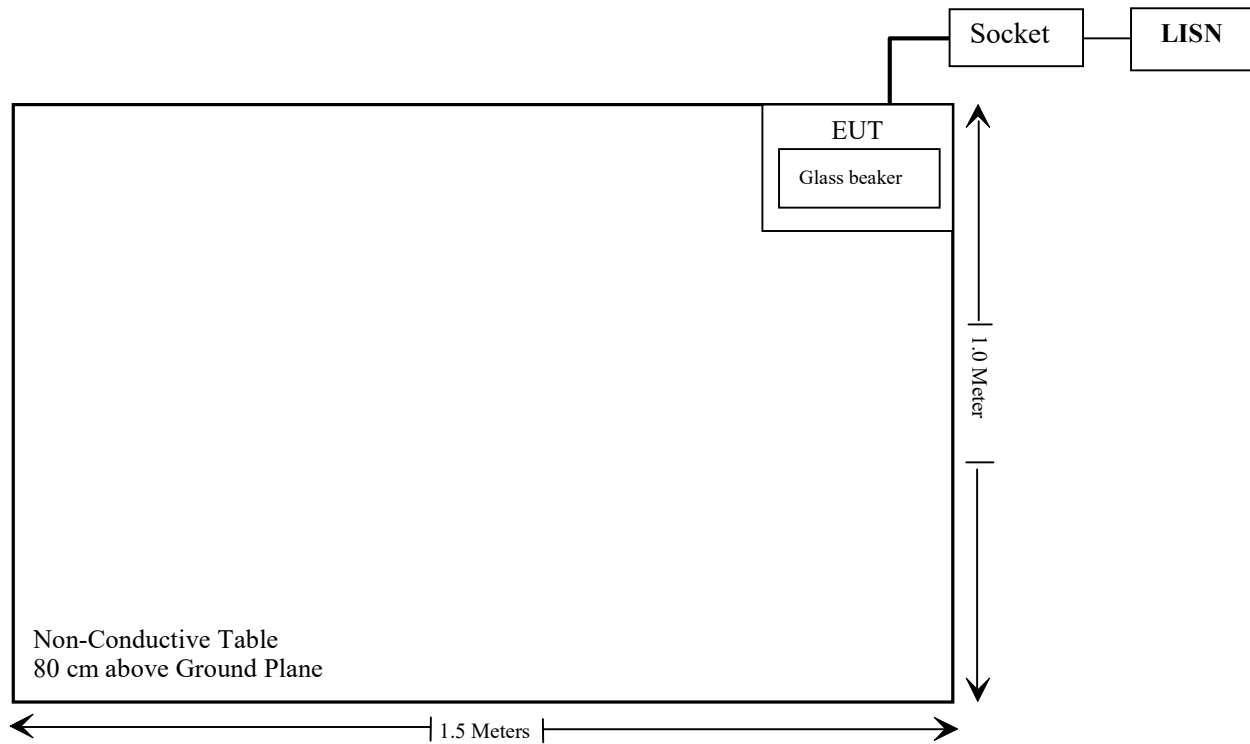 Socket
LISN
EUT
Glass beaker
1.0 Meter
Non-Conductive Table
80 cm above Ground Plane
1.5 Meters